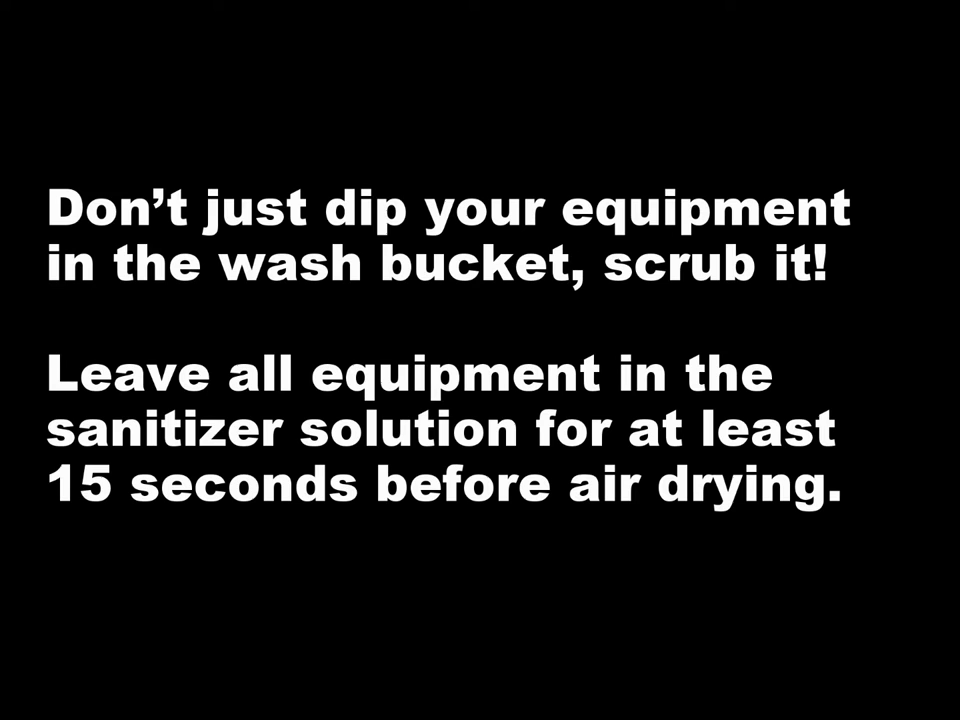 Don’t just dip your equipment
in the wash bucket, scrub it!
Leave all equipment in the
sanitizer solution for at least
15 seconds before air drying.